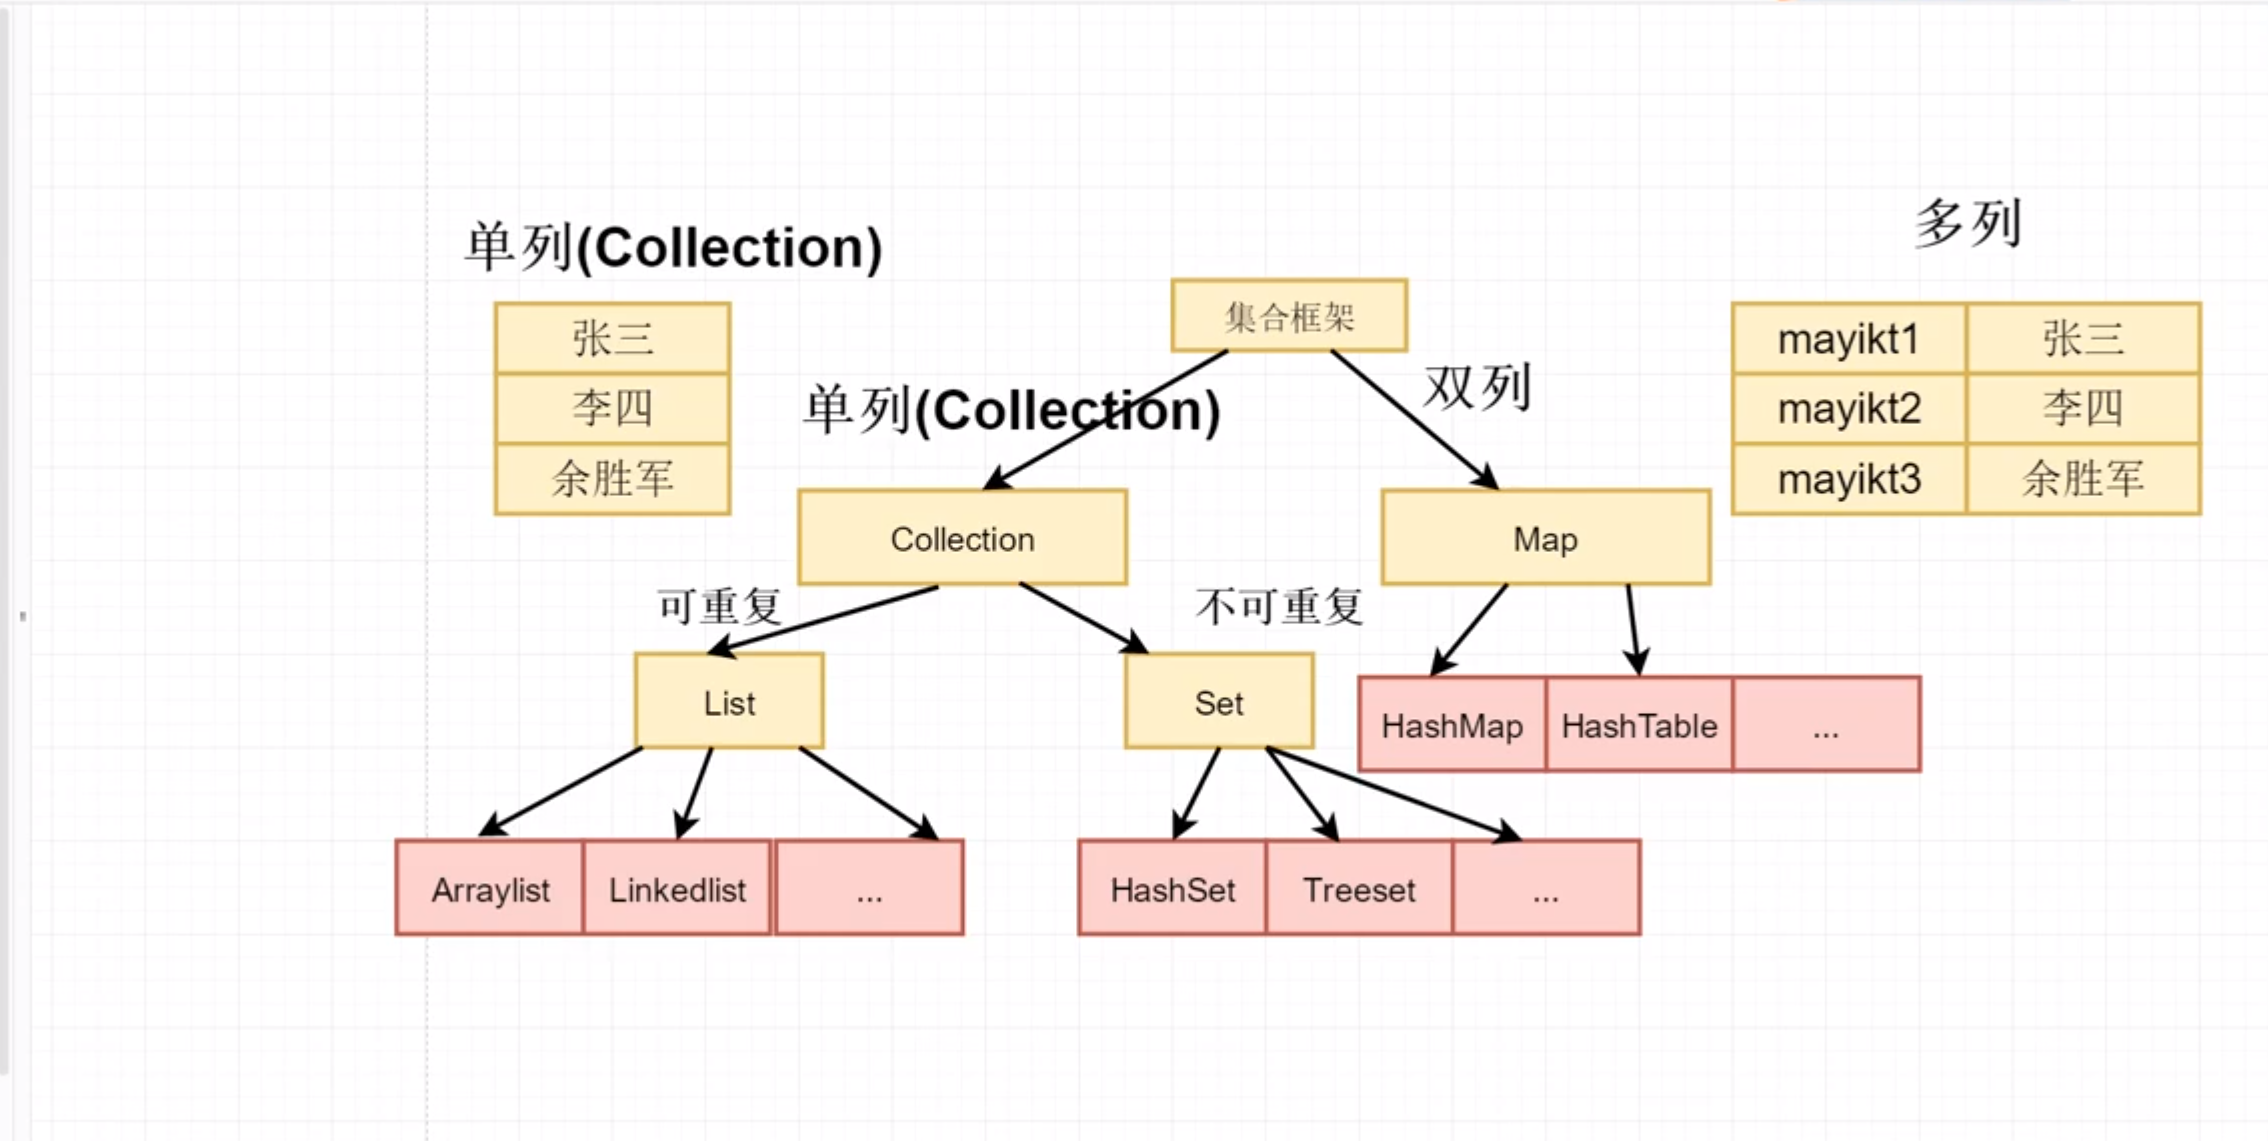 多列
单列(Collection)
集合框架
张三
mayikt1 张三
双列
单列(Collection)
李四
mayikt2 李四
余胜军
mayikt3 余胜军
Collection
Map
可重复
不可重复
List
Set
HashMap HashTable ...
Arraylist Linkedlist ...
HashSet Treeset ...